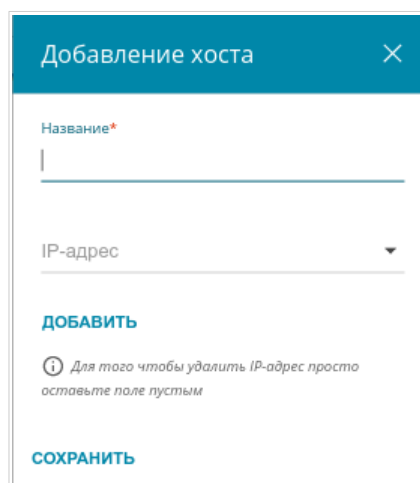 Добавление хоста
Название*
IP-адрес
ДОБАВИТЬ
Для того чтобы удалить IP-адрес просто
оставьте поле пустым
СОХРАНИТЬ